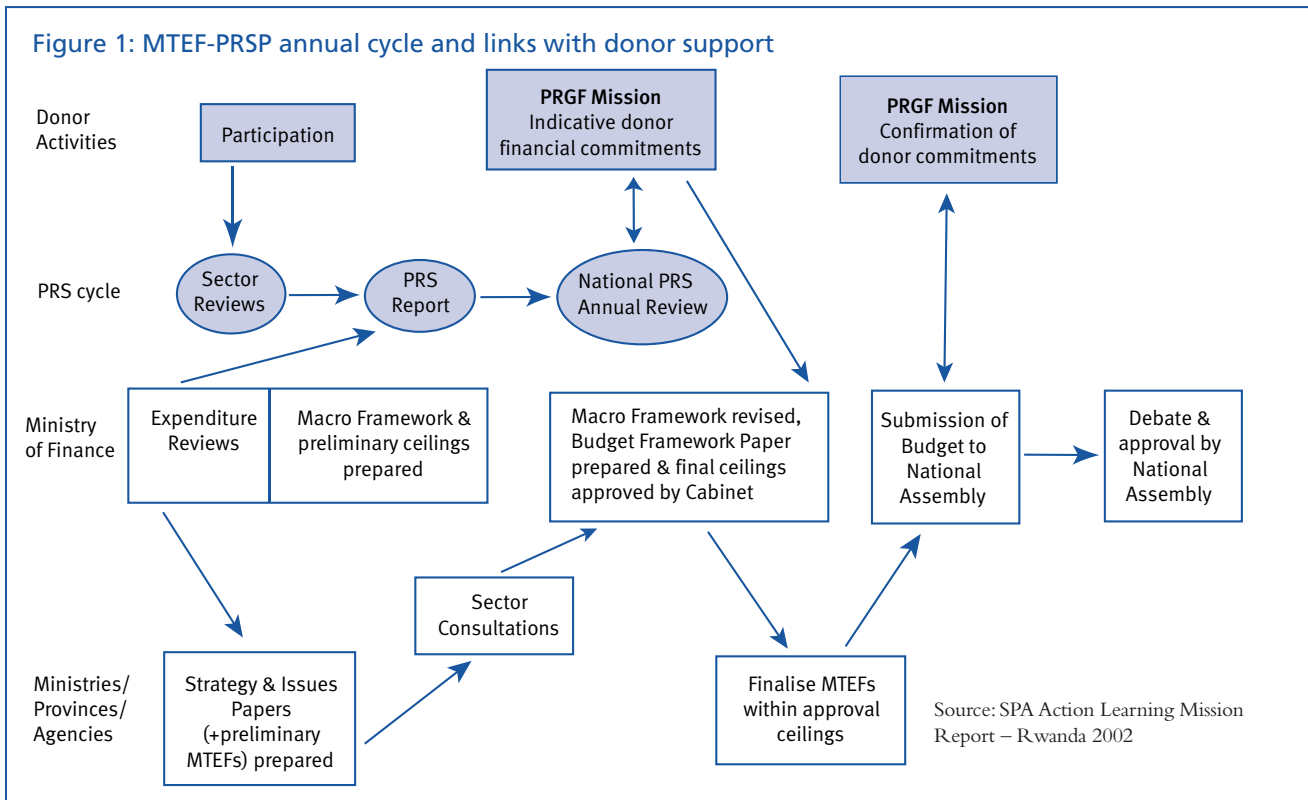 Figure 1: MTEF-PRSP annual cycle and links with donor support
Donor
Activities
Participation
PRGF Mission
Indicative donor
financial commitments
PRGF Mission
Confirmation of
donor commitments
PRS cycle
Sector
Reviews
PRS
Report
National PRS
Annual Review
Ministry
of Finance
Expenditure
Reviews
Macro Framework &
preliminary ceilings
prepared
Macro Framework revised,
Budget Framework Paper
prepared & final ceilings
approved by Cabinet
Submission of
Budget to
National
Assembly
Debate &
approval by
National
Assembly
Sector
Consultations
Ministries/
Provinces/
Agencies
Strategy & Issues
Papers
(+preliminary
MTEFs) prepared
Finalise MTEFs
within approval
ceilings
Source: SPA Action Learning Mission
Report – Rwanda 2002